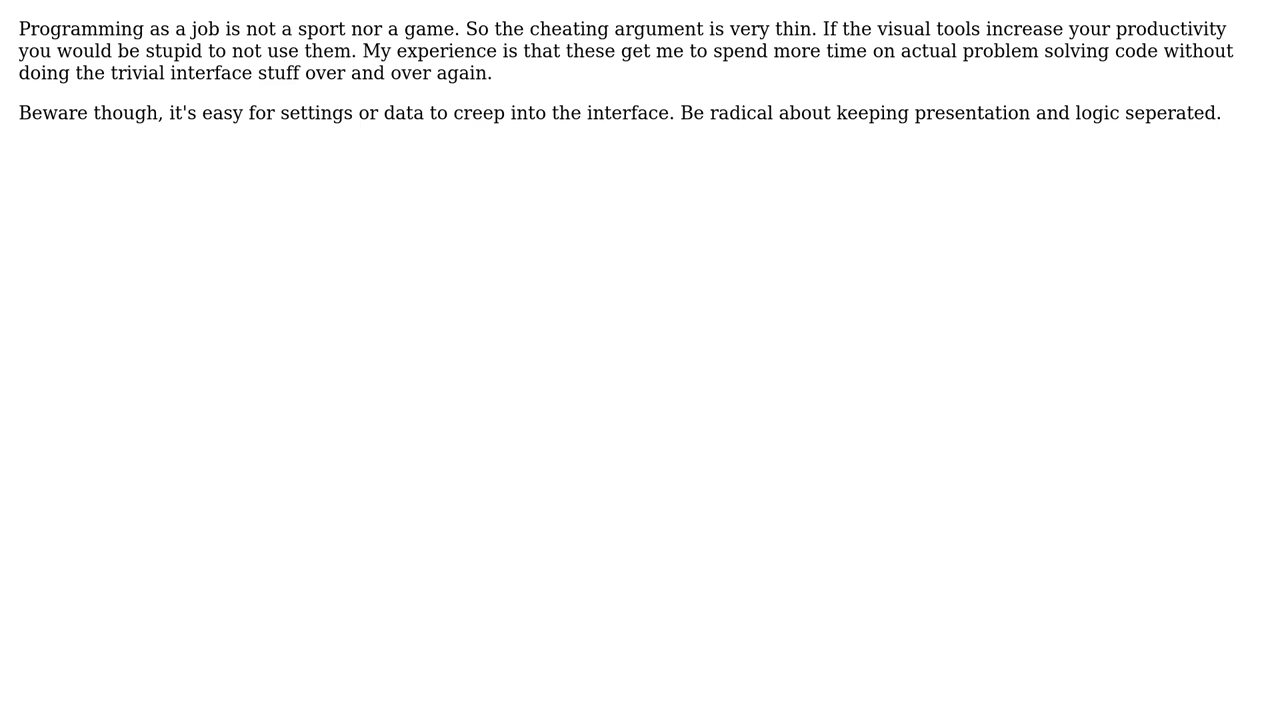 Programming as a job is not a sport nor a game. So the cheating argument is very thin. If the visual tools increase your productivity
you would be stupid to not use them. My experience is that these get me to spend more time on actual problem solving code without
doing the trivial interface stuff over and over again.
Beware though, it's easy for settings or data to creep into the interface. Be radical about keeping presentation and logic seperated.